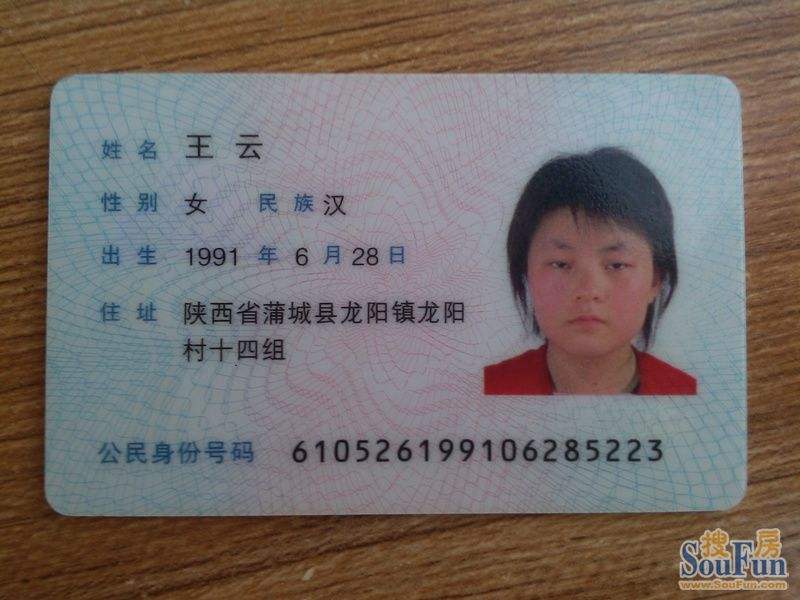 姓名 王云
性别 女 民族 汉
出生 1991 年 6 月 28 日
住址 陕西省蒲城县龙阳镇龙阳
村十四组
公民身份号码 610526199106285223
搜房
SouFun
www.SouFun.com